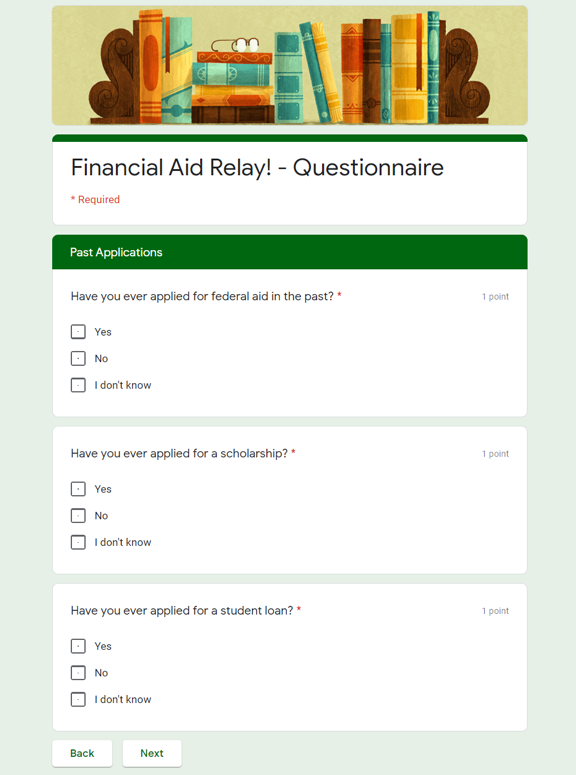 Financial Aid Relay! - Questionnaire
* Required
Past Applications
Have you ever applied for federal aid in the past? *
1 point
Yes
No
I don't know
Have you ever applied for a scholarship? *
1 point
Yes
No
I don't know
Have you ever applied for a student loan? *
1 point
Yes
No
I don't know
Back
Next